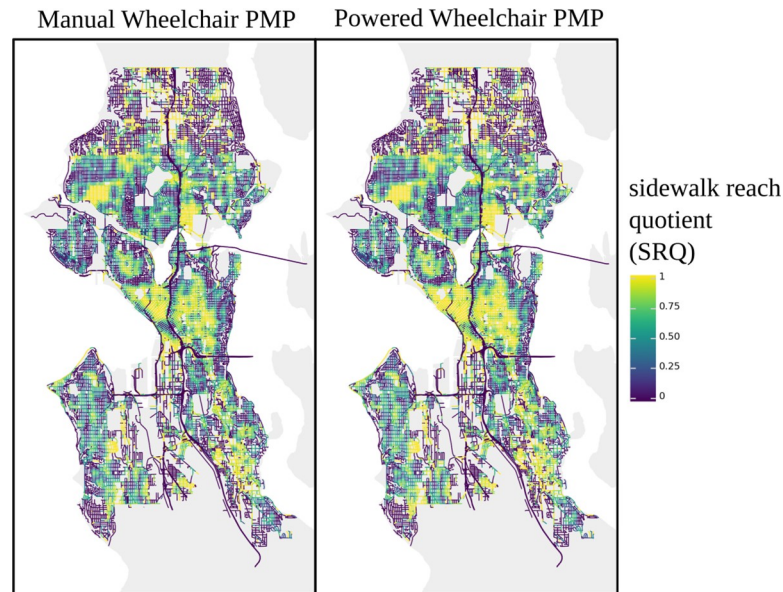 Manual Wheelchair PMP
Powered Wheelchair PMP
sidewalk reach
quotient
(SRQ)
1
0.75
0.50
0.25
0